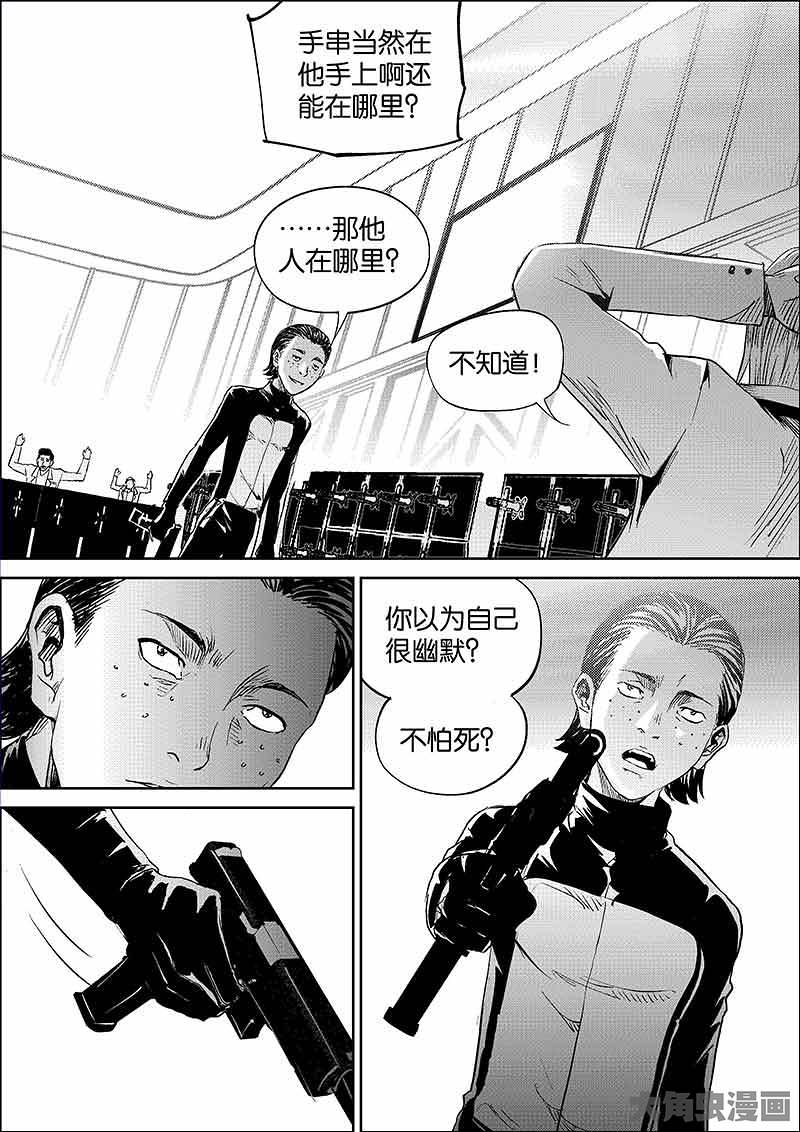 手串当然在
他手上啊还
能在哪里？
……那他
人在哪里？
不知道！
你以为自己
很幽默？
不怕死？
大角虫漫画